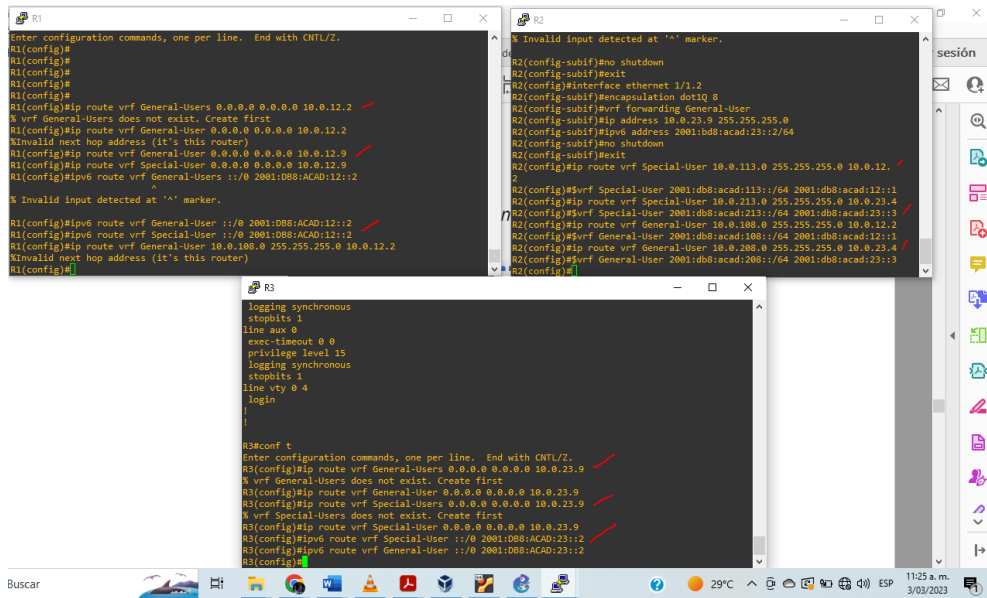 R1
Enter configuration commands, one per line.  End with CNTL/Z.
R1(config)#
R1(config)#
R1(config)#
R1(config)#
R1(config)#
R1(config)#ip route vrf General-Users 0.0.0.0 0.0.0.0 10.0.12.2
% vrf General-Users does not exist. Create first
R1(config)#ip route vrf General-User 0.0.0.0 0.0.0.0 10.0.12.2
%Invalid next hop address (it's this router)
R1(config)#ip route vrf General-User 0.0.0.0 0.0.0.0 10.0.12.9
R1(config)#ip route vrf Special-User 0.0.0.0 0.0.0.0 10.0.12.9
R1(config)#ipv6 route vrf General-Users ::/0 2001:DB8:ACAD:12::2
^
% Invalid input detected at '^' marker.
R1(config)#ipv6 route vrf General-User ::/0 2001:DB8:ACAD:12::2
R1(config)#ipv6 route vrf Special-User ::/0 2001:DB8:ACAD:12::2
R1(config)#ip route vrf General-User 10.0.108.0 255.255.255.0 10.0.12.2
%Invalid next hop address (it's this router)
R1(config)#
R2
% Invalid input detected at '^' marker.
R2(config-subif)#no shutdown
R2(config-subif)#exit
R2(config)#interface ethernet 1/1.2
R2(config-subif)#encapsulation dot1Q 8
R2(config-subif)#vrf forwarding General-User
R2(config-subif)#ip address 10.0.23.9 255.255.255.0
R2(config-subif)#ipv6 address 2001:bd8:acad:23::2/64
R2(config-subif)#no shutdown
R2(config-subif)#exit
R2(config)#ip route vrf Special-User 10.0.113.0 255.255.255.0 10.0.12.
2
R2(config)#$vrf Special-User 2001:db8:acad:113::/64 2001:db8:acad:12::1
R2(config)#ip route vrf Special-User 10.0.213.0 255.255.255.0 10.0.23.4
R2(config)#$vrf Special-User 2001:db8:acad:213::/64 2001:db8:acad:23::3
R2(config)#ip route vrf General-User 10.0.108.0 255.255.255.0 10.0.12.2
R2(config)#$vrf General-User 2001:db8:acad:108::/64 2001:db8:acad:12::1
R2(config)#ip route vrf General-User 10.0.208.0 255.255.255.0 10.0.23.4
R2(config)#$vrf General-User 2001:db8:acad:208::/64 2001:db8:acad:23::3
R2(config)#
sesión
R3
logging synchronous
stopbits 1
line aux 0
exec-timeout 0 0
privilege level 15
logging synchronous
stopbits 1
line vty 0 4
login
!
!
R3#conf t
Enter configuration commands, one per line.  End with CNTL/Z.
R3(config)#ip route vrf General-Users 0.0.0.0 0.0.0.0 10.0.23.9
% vrf General-Users does not exist. Create first
R3(config)#ip route vrf General-User 0.0.0.0 0.0.0.0 10.0.23.9
R3(config)#ip route vrf Special-Users 0.0.0.0 0.0.0.0 10.0.23.9
% vrf Special-Users does not exist. Create first
R3(config)#ip route vrf Special-User 0.0.0.0 0.0.0.0 10.0.23.9
R3(config)#ipv6 route vrf Special-User ::/0 2001:DB8:ACAD:23::2
R3(config)#ipv6 route vrf General-User ::/0 2001:DB8:ACAD:23::2
R3(config)#
Buscar
29°C
ESP
11:25 a. m.
3/03/2023